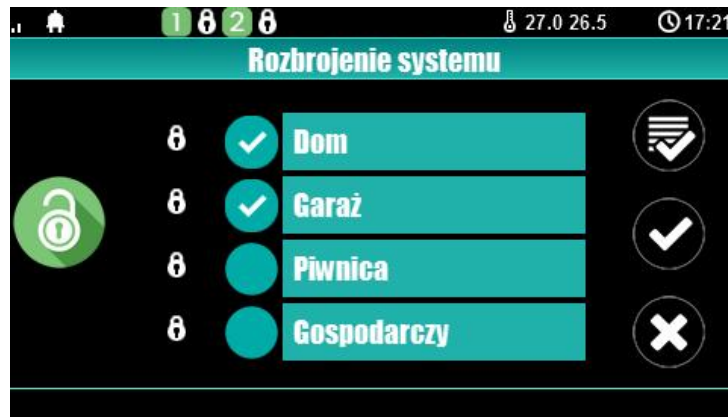 1 2 27.0 26.5 17:21
Rozbrojenie systemu
Dom
Garaż
Piwnica
Gospodarczy